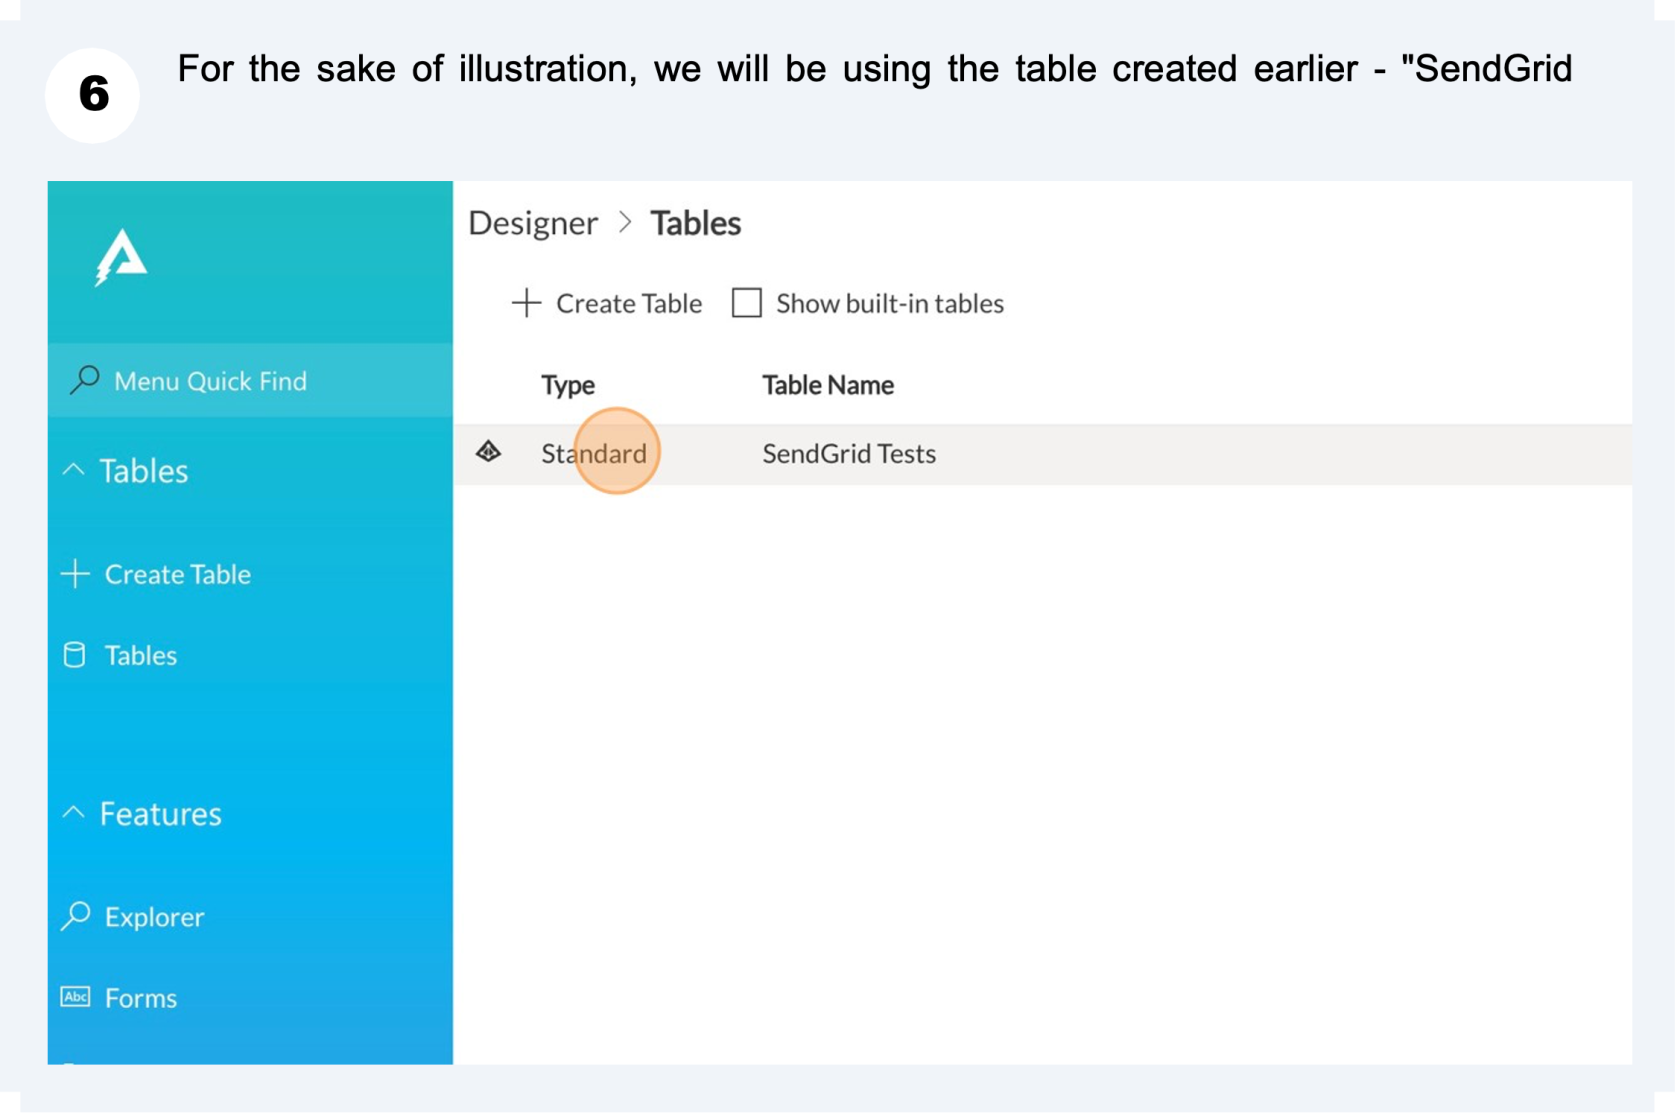 6
For the sake of illustration, we will be using the table created earlier - "SendGrid
Designer > Tables
Create Table
Show built-in tables
Menu Quick Find
Type
Table Name
Standard
SendGrid Tests
Tables
Create Table
Tables
Features
Explorer
Abc Forms